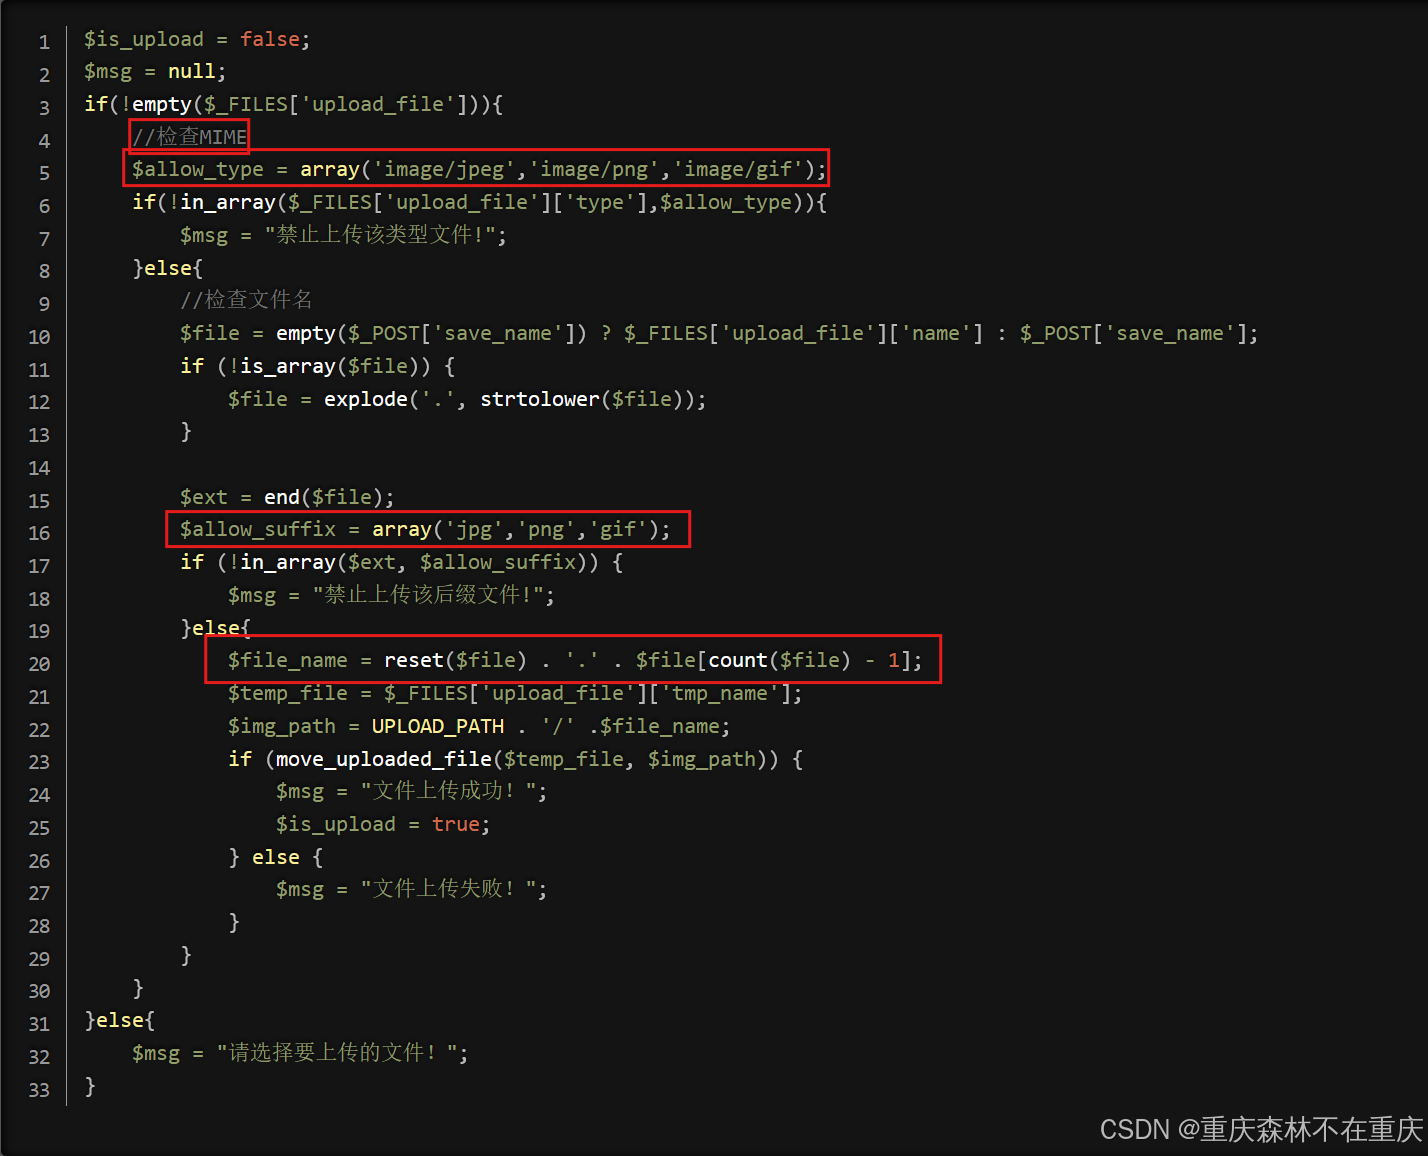 1 $is_upload = false;
2 $msg = null;
3 if(!empty($_FILES['upload_file'])){
4     //检查MIME
5     $allow_type = array('image/jpeg','image/png','image/gif');
6     if(!in_array($_FILES['upload_file']['type'],$allow_type)){
7         $msg = "禁止上传该类型文件!";
8     }else{
9         //检查文件名
10         $file = empty($_POST['save_name']) ? $_FILES['upload_file']['name'] : $_POST['save_name'];
11         if (!is_array($file)) {
12             $file = explode('.', strtolower($file));
13         }
14
15         $ext = end($file);
16         $allow_suffix = array('jpg','png','gif');
17         if (!in_array($ext, $allow_suffix)) {
18             $msg = "禁止上传该后缀文件!";
19         }else{
20             $file_name = reset($file) . '.' . $file[count($file) - 1];
21             $temp_file = $_FILES['upload_file']['tmp_name'];
22             $img_path = UPLOAD_PATH . '/' .$file_name;
23             if (move_uploaded_file($temp_file, $img_path)) {
24                 $msg = "文件上传成功！";
25                 $is_upload = true;
26             } else {
27                 $msg = "文件上传失败！";
28             }
29         }
30     }
31 }else{
32     $msg = "请选择要上传的文件！";
33 }
CSDN @重庆森林不在重庆